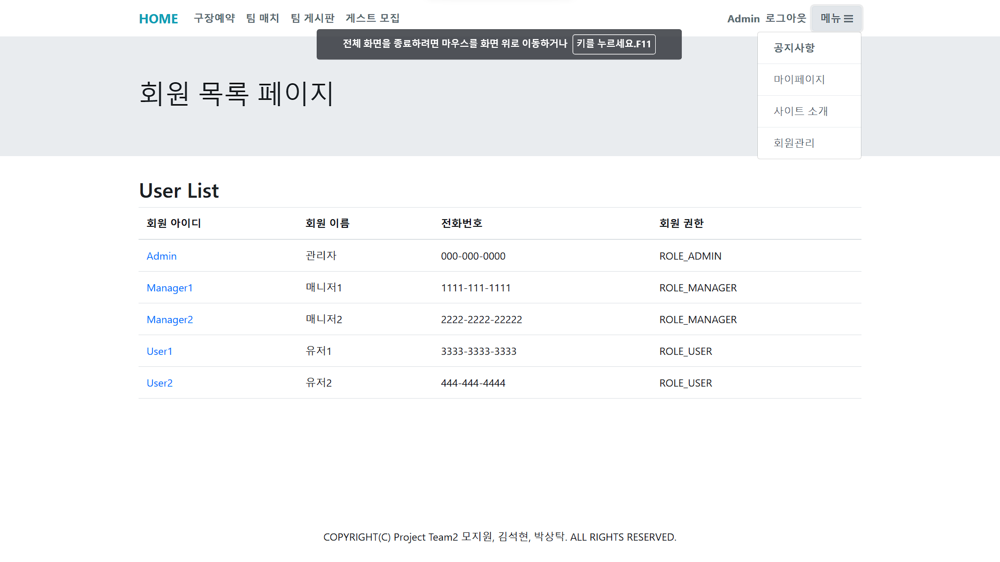 HOME 구장예약 팀 매치 팀 게시판 게스트 모집 Admin 로그아웃 메뉴
전체 화면을 종료하려면 마우스를 화면 위로 이동하거나 키를 누르세요.F11
공지사항
마이페이지
사이트 소개
회원관리
회원 목록 페이지
User List
회원 아이디 회원 이름 전화번호 회원 권한
Admin 관리자 000-000-0000 ROLE_ADMIN
Manager1 매니저1 1111-111-1111 ROLE_MANAGER
Manager2 매니저2 2222-2222-22222 ROLE_MANAGER
User1 유저1 3333-3333-3333 ROLE_USER
User2 유저2 444-444-4444 ROLE_USER
COPYRIGHT(C) Project Team2 모지원, 김석현, 박상탁. ALL RIGHTS RESERVED.